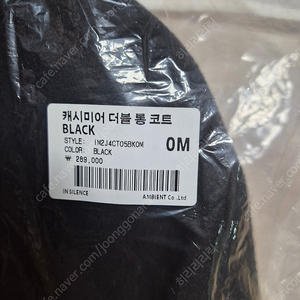 캐시미어 더블 롱 코트
BLACK
STYLE: IM2J4CT05BK0M
COLOR: BLACK
₩ 289,000
0M
IN SILENCE
AMBIENT Co.,Ltd